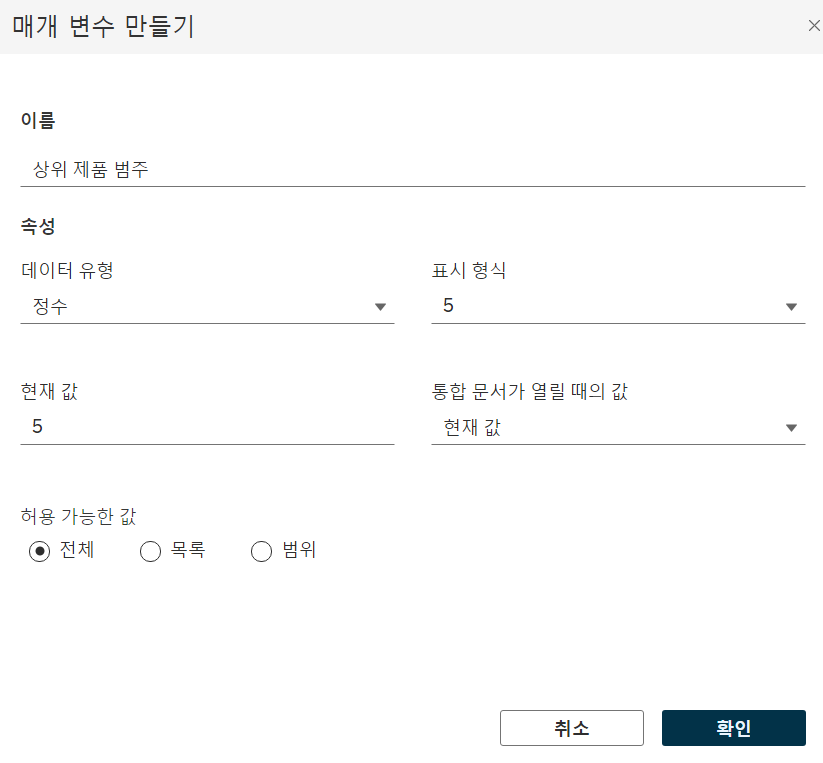 매개 변수 만들기
이름
상위 제품 범주
속성
데이터 유형 표시 형식
정수 5
현재 값 통합 문서가 열릴 때의 값
5 현재 값
허용 가능한 값
전체 목록 범위
취소 확인